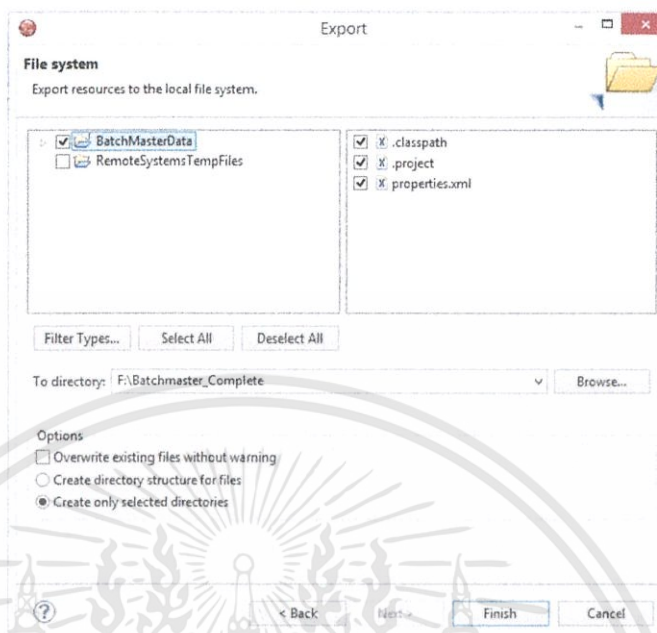 Export
File system
Export resources to the local file system.
BatchMasterData
RemoteSystemsTempFiles
.classpath
.project
properties.xml
Filter Types...
Select All
Deselect All
To directory: F:\Batchmaster_Complete
Browse...
Options
Overwrite existing files without warning
Create directory structure for files
Create only selected directories
< Back
Next >
Finish
Cancel